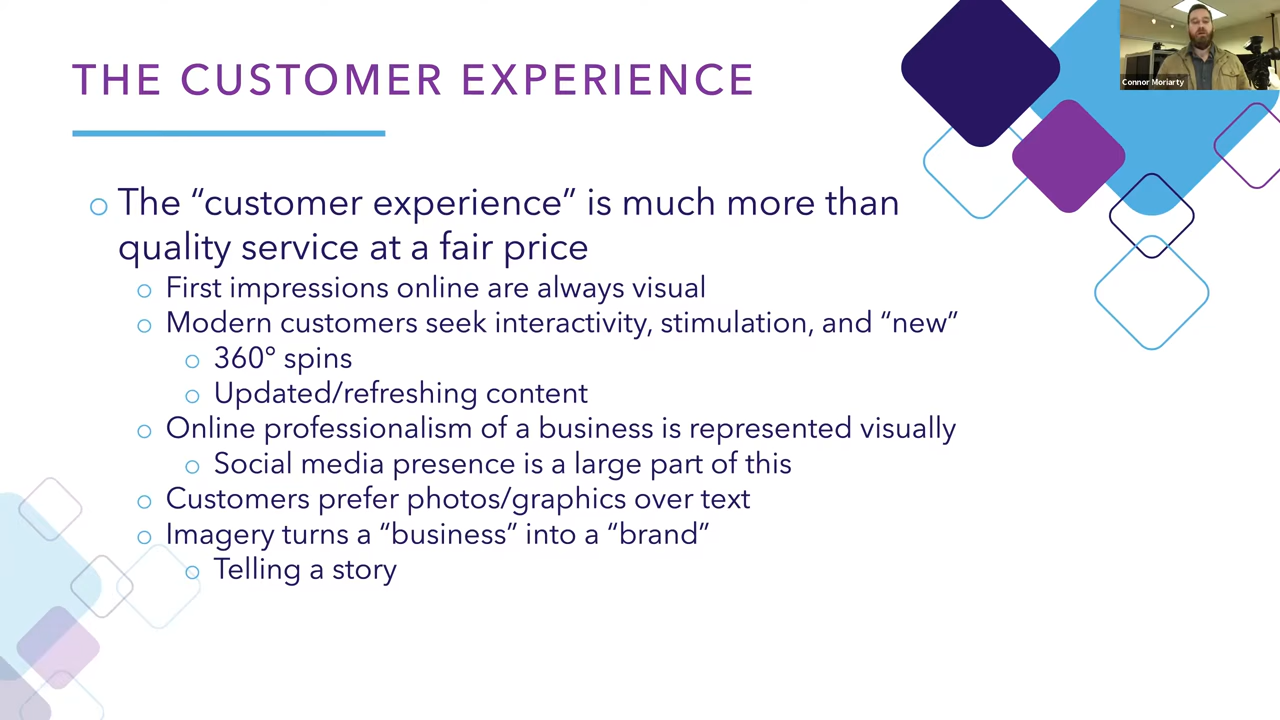 THE CUSTOMER EXPERIENCE
Connor Moriarty
The “customer experience” is much more than
quality service at a fair price
First impressions online are always visual
Modern customers seek interactivity, stimulation, and “new”
360° spins
Updated/refreshing content
Online professionalism of a business is represented visually
Social media presence is a large part of this
Customers prefer photos/graphics over text
Imagery turns a “business” into a “brand”
Telling a story